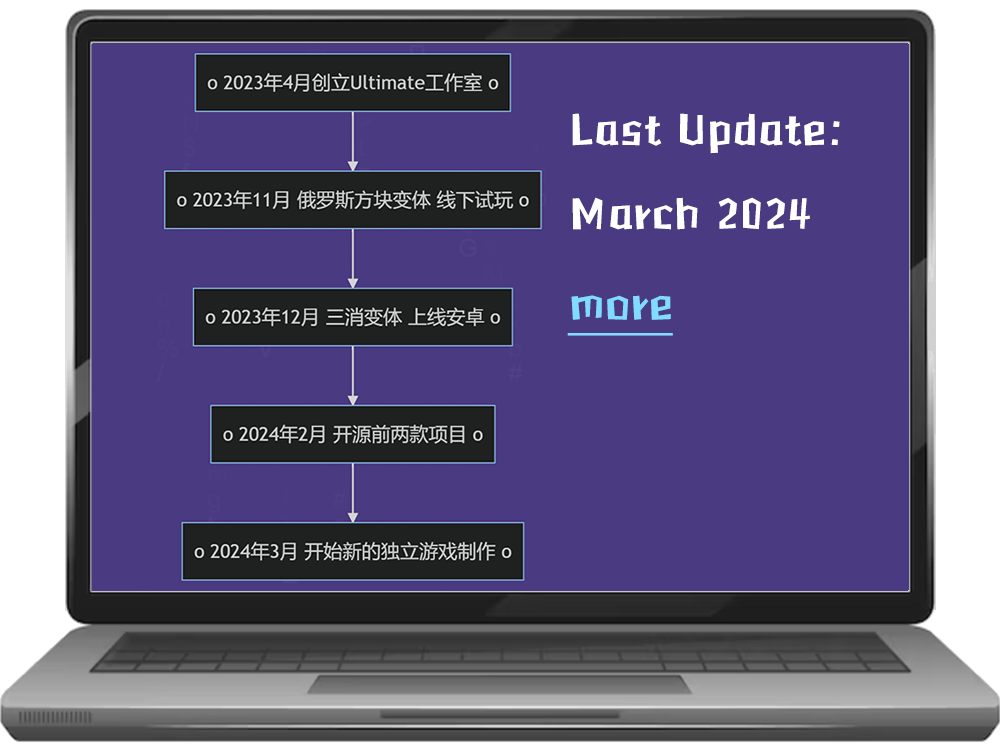 o 2023年4月创立Ultimate工作室 o
o 2023年11月 俄罗斯方块变体 线下试玩 o
o 2023年12月 三消变体 上线安卓 o
o 2024年2月 开源前两款项目 o
o 2024年3月 开始新的独立游戏制作 o
Last Update:
March 2024
more